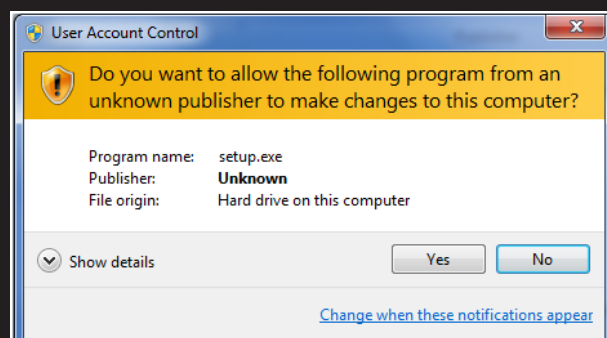 User Account Control
Do you want to allow the following program from an
unknown publisher to make changes to this computer?
Program name: setup.exe
Publisher: Unknown
File origin: Hard drive on this computer
Show details
Yes
No
Change when these notifications appear